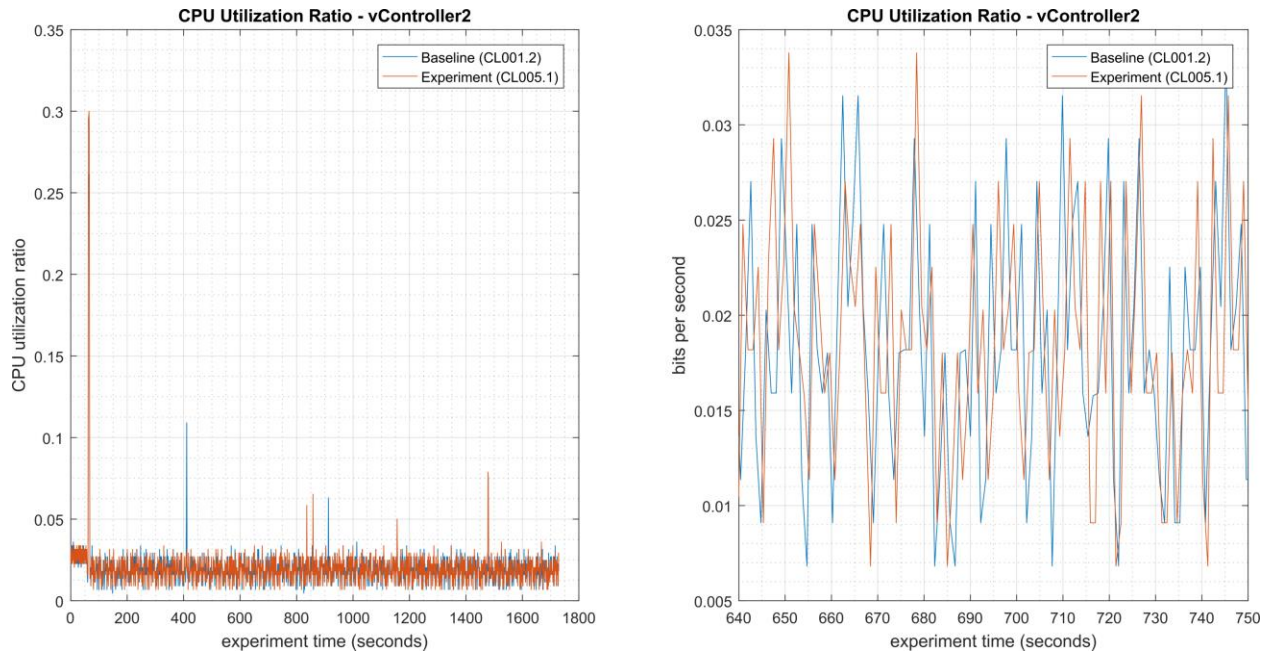 CPU Utilization Ratio - vController2
0.35
0.3
0.25
0.2
0.15
0.1
0.05
0
CPU utilization ratio
Baseline (CL001.2)
Experiment (CL005.1)
0 200 400 600 800 1000 1200 1400 1600 1800
experiment time (seconds)
CPU Utilization Ratio - vController2
0.035
0.03
0.025
0.02
0.015
0.01
0.005
bits per second
Baseline (CL001.2)
Experiment (CL005.1)
640 650 660 670 680 690 700 710 720 730 740 750
experiment time (seconds)